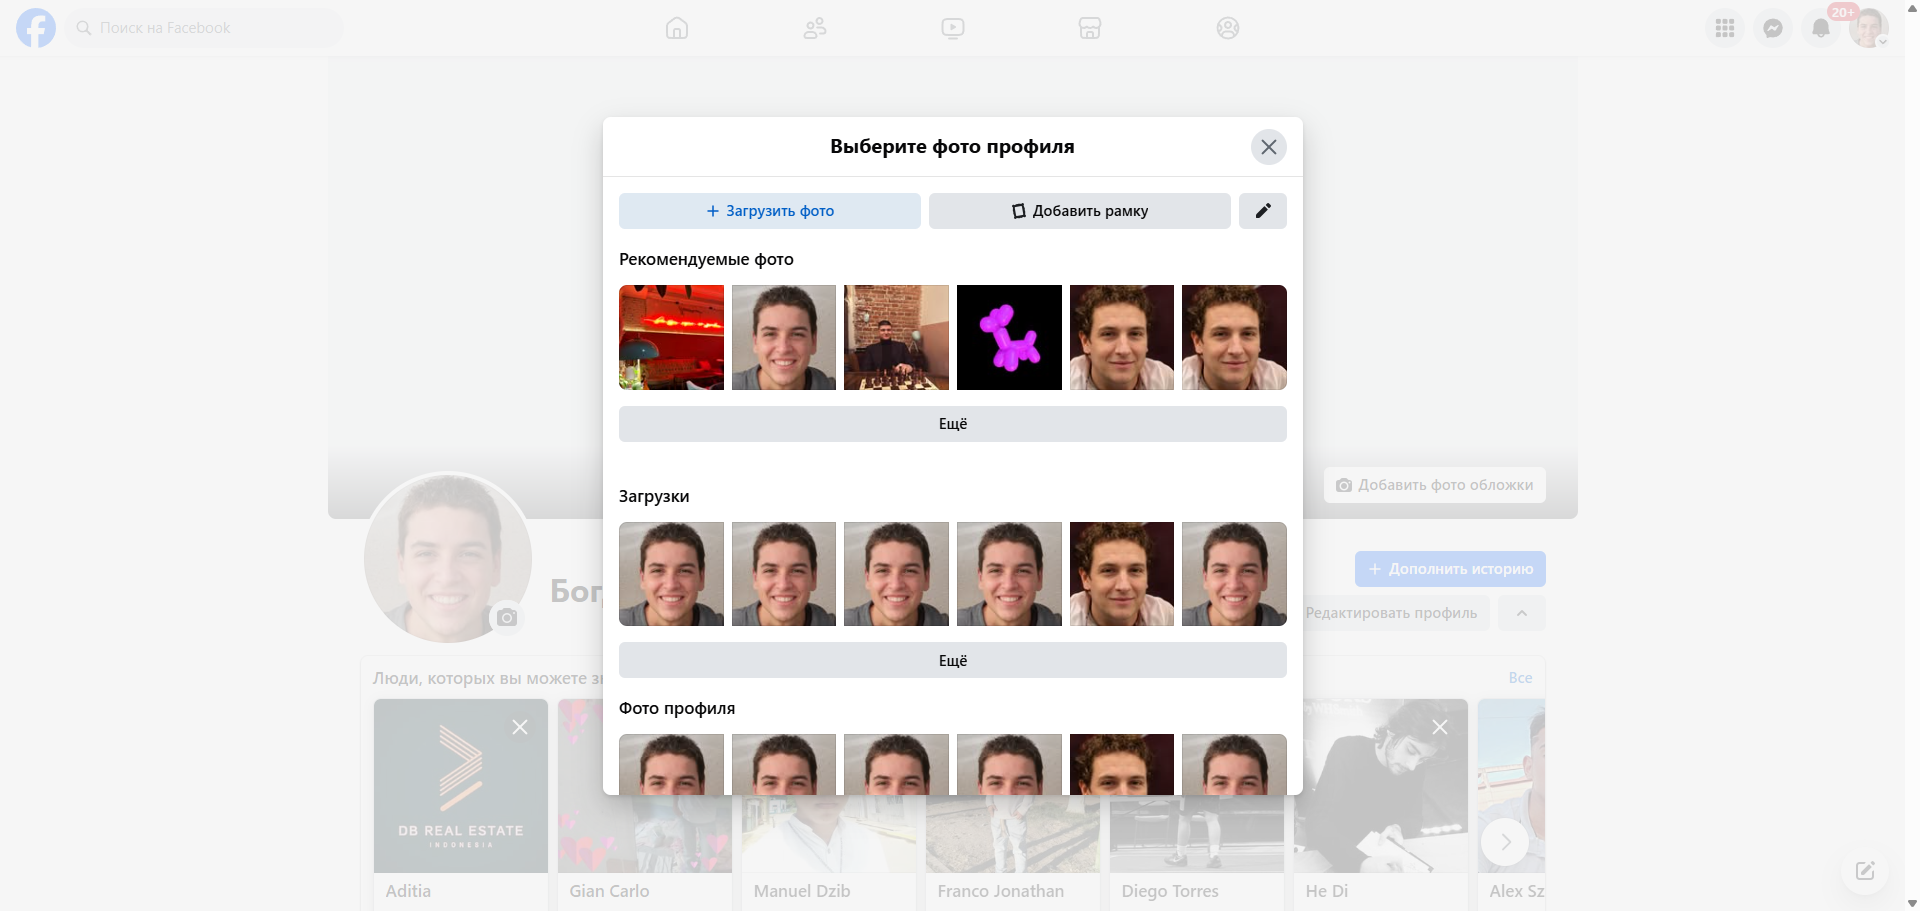 Поиск на Facebook
20+
Выберите фото профиля
Загрузить фото
Добавить рамку
Рекомендуемые фото
Ещё
Загрузки
Добавить фото обложки
Дополнить историю
Редактировать профиль
Ещё
Люди, которых вы можете
Все
Фото профиля
DB REAL ESTATE
INDONESIA
Aditia
Gian Carlo
Manuel Dzib
Franco Jonathan
Diego Torres
He Di
Alex